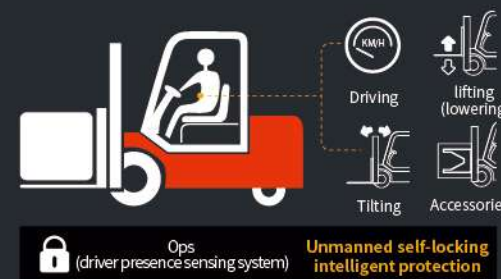 KM/H
Driving
lifting
(lowering
Tilting
Accessorie
Ops
(driver presence sensing system)
Unmanned self-locking
intelligent protection